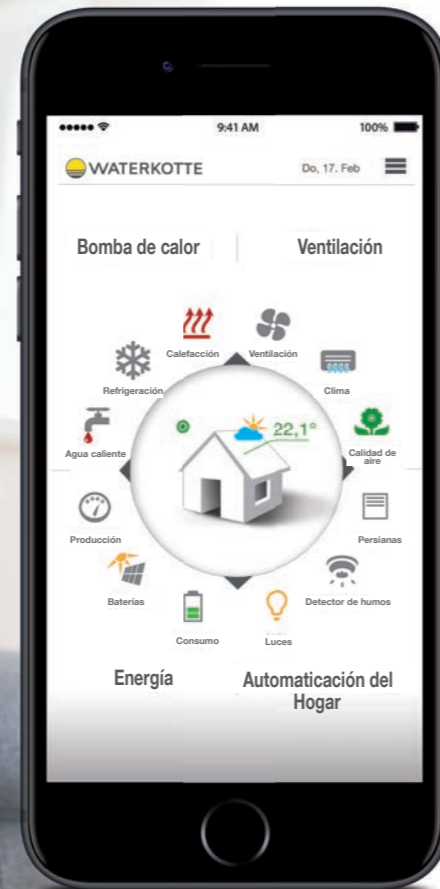 9:41 AM
100%
WATERKOTTE
Do, 17. Feb
Bomba de calor
Ventilación
Calefacción
Ventilación
Refrigeración
Clima
22,1°
Agua caliente
Calidad de
aire
Producción
Persianas
Baterías
Detector de humos
Consumo
Luces
Energía
Automaticación del
Hogar